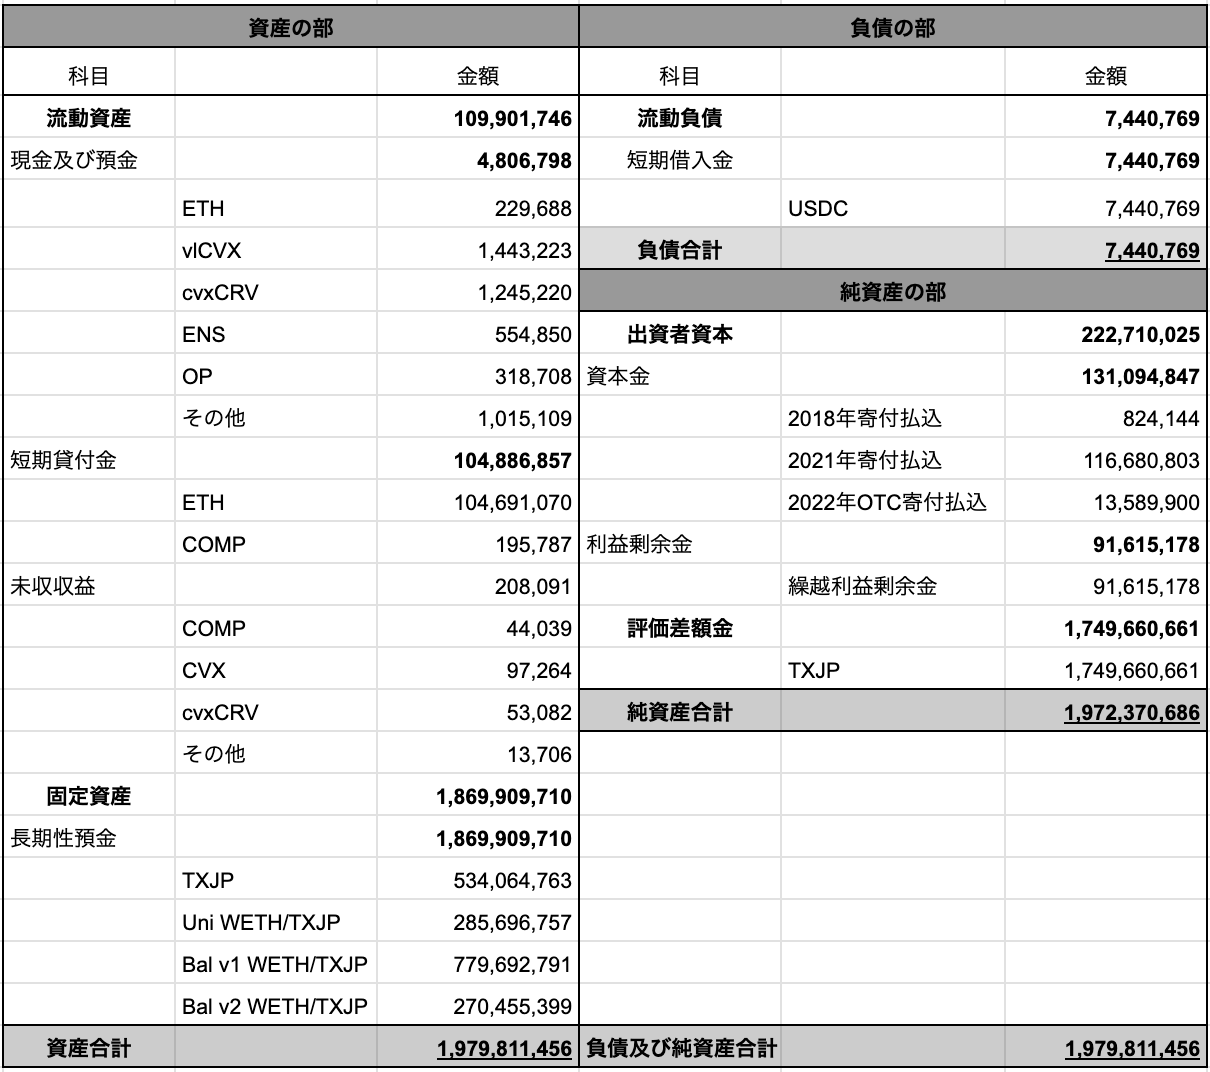 資産の部 負債の部
科目 金額 科目 金額
流動資産 109,901,746 流動負債 7,440,769
現金及び預金 4,806,798 短期借入金 7,440,769
ETH 229,688 USDC 7,440,769
vlCVX 1,443,223 負債合計 7,440,769
cvxCRV 1,245,220 純資産の部
ENS 554,850 出資者資本 222,710,025
OP 318,708 資本金 131,094,847
その他 1,015,109 2018年寄付払込 824,144
短期貸付金 104,886,857 2021年寄付払込 116,680,803
ETH 104,691,070 2022年OTC寄付払込 13,589,900
COMP 195,787 利益剰余金 91,615,178
未収収益 208,091 繰越利益剰余金 91,615,178
COMP 44,039 評価差額金 1,749,660,661
CVX 97,264 TXJP 1,749,660,661
cvxCRV 53,082 純資産合計 1,972,370,686
その他 13,706
固定資産 1,869,909,710
長期性預金 1,869,909,710
TXJP 534,064,763
Uni WETH/TXJP 285,696,757
Bal v1 WETH/TXJP 779,692,791
Bal v2 WETH/TXJP 270,455,399
資産合計 1,979,811,456 負債及び純資産合計 1,979,811,456